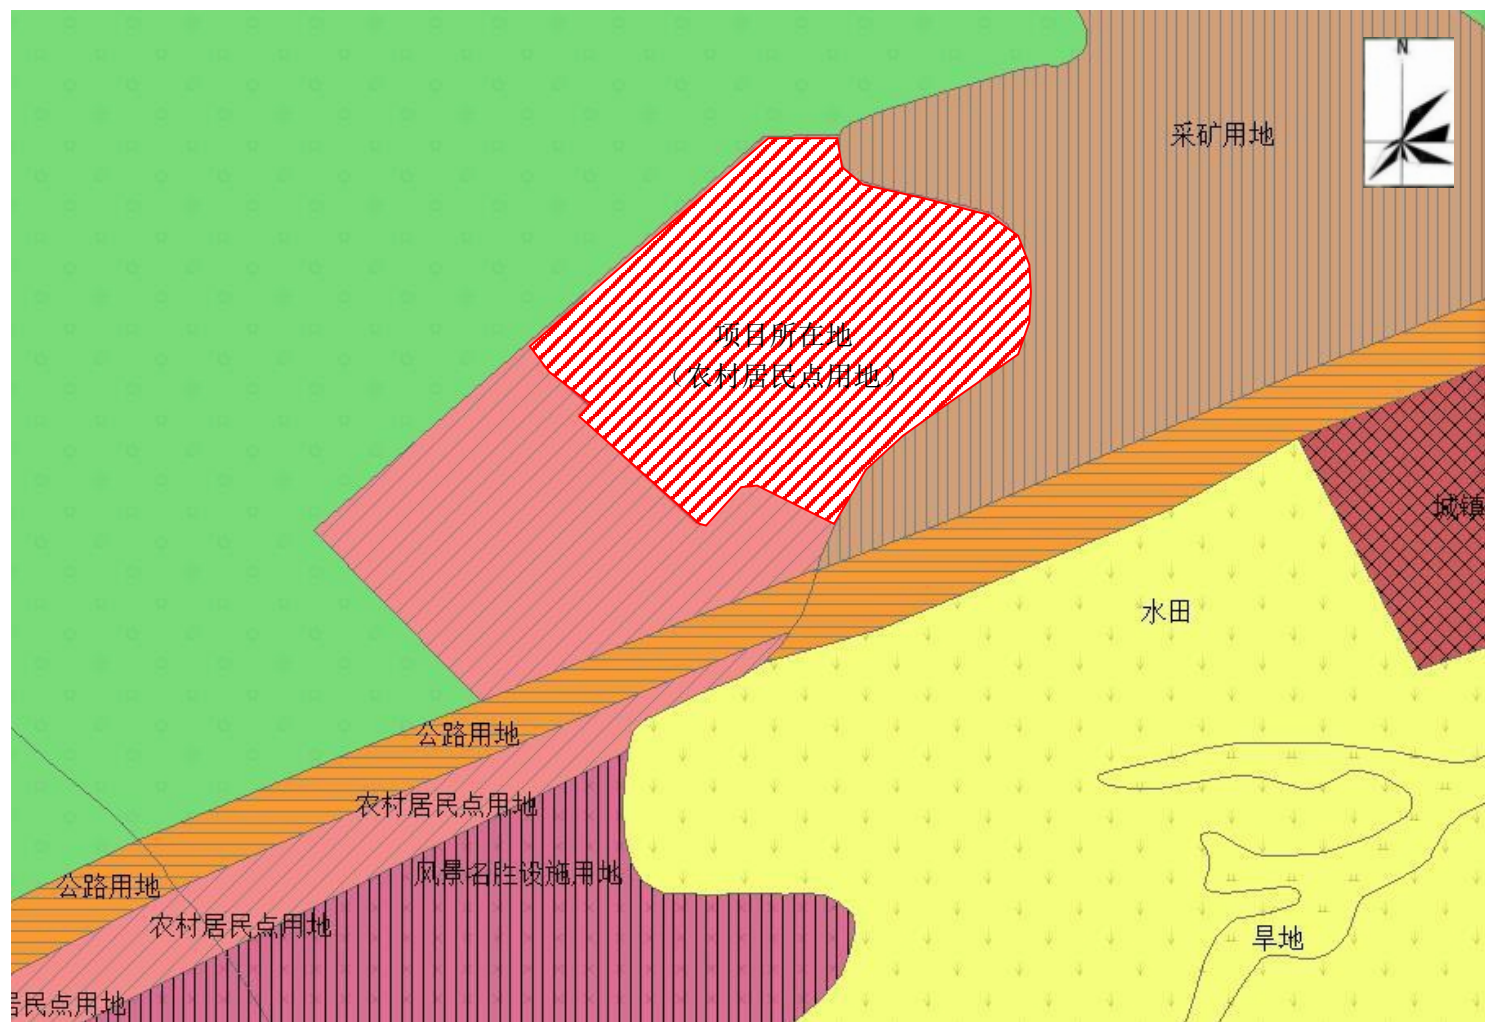 N
采矿用地
项目所在地
（农村居民点用地）
城镇
水田
公路用地
农村居民点用地
风景名胜设施用地
公路用地
农村居民点用地
旱地
居民点用地